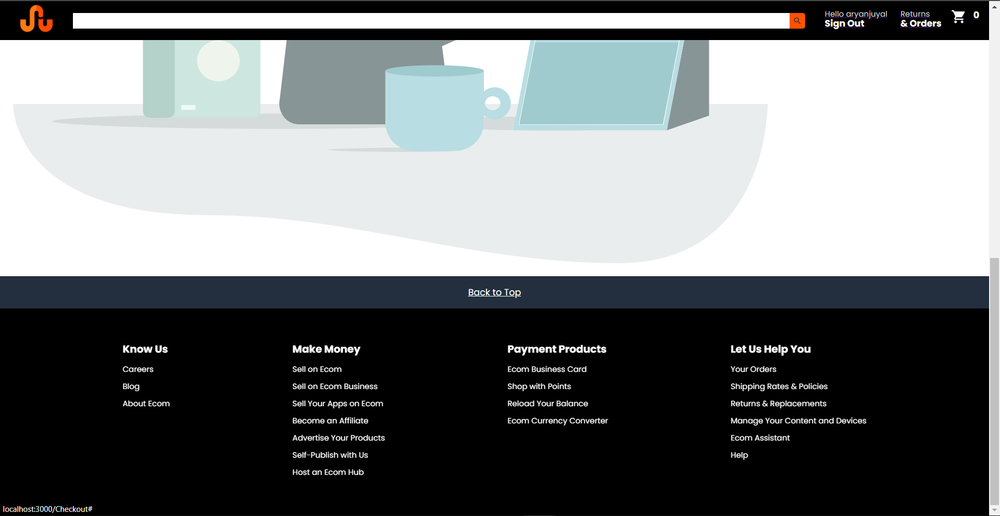 Hello aryanjuyal
Sign Out
Returns
& Orders
0
Back to Top
Know Us
Careers
Blog
About Ecom
Make Money
Sell on Ecom
Sell on Ecom Business
Sell Your Apps on Ecom
Become an Affiliate
Advertise Your Products
Self-Publish with Us
Host an Ecom Hub
Payment Products
Ecom Business Card
Shop with Points
Reload Your Balance
Ecom Currency Converter
Let Us Help You
Your Orders
Shipping Rates & Policies
Returns & Replacements
Manage Your Content and Devices
Ecom Assistant
Help
localhost:3000/Checkout#